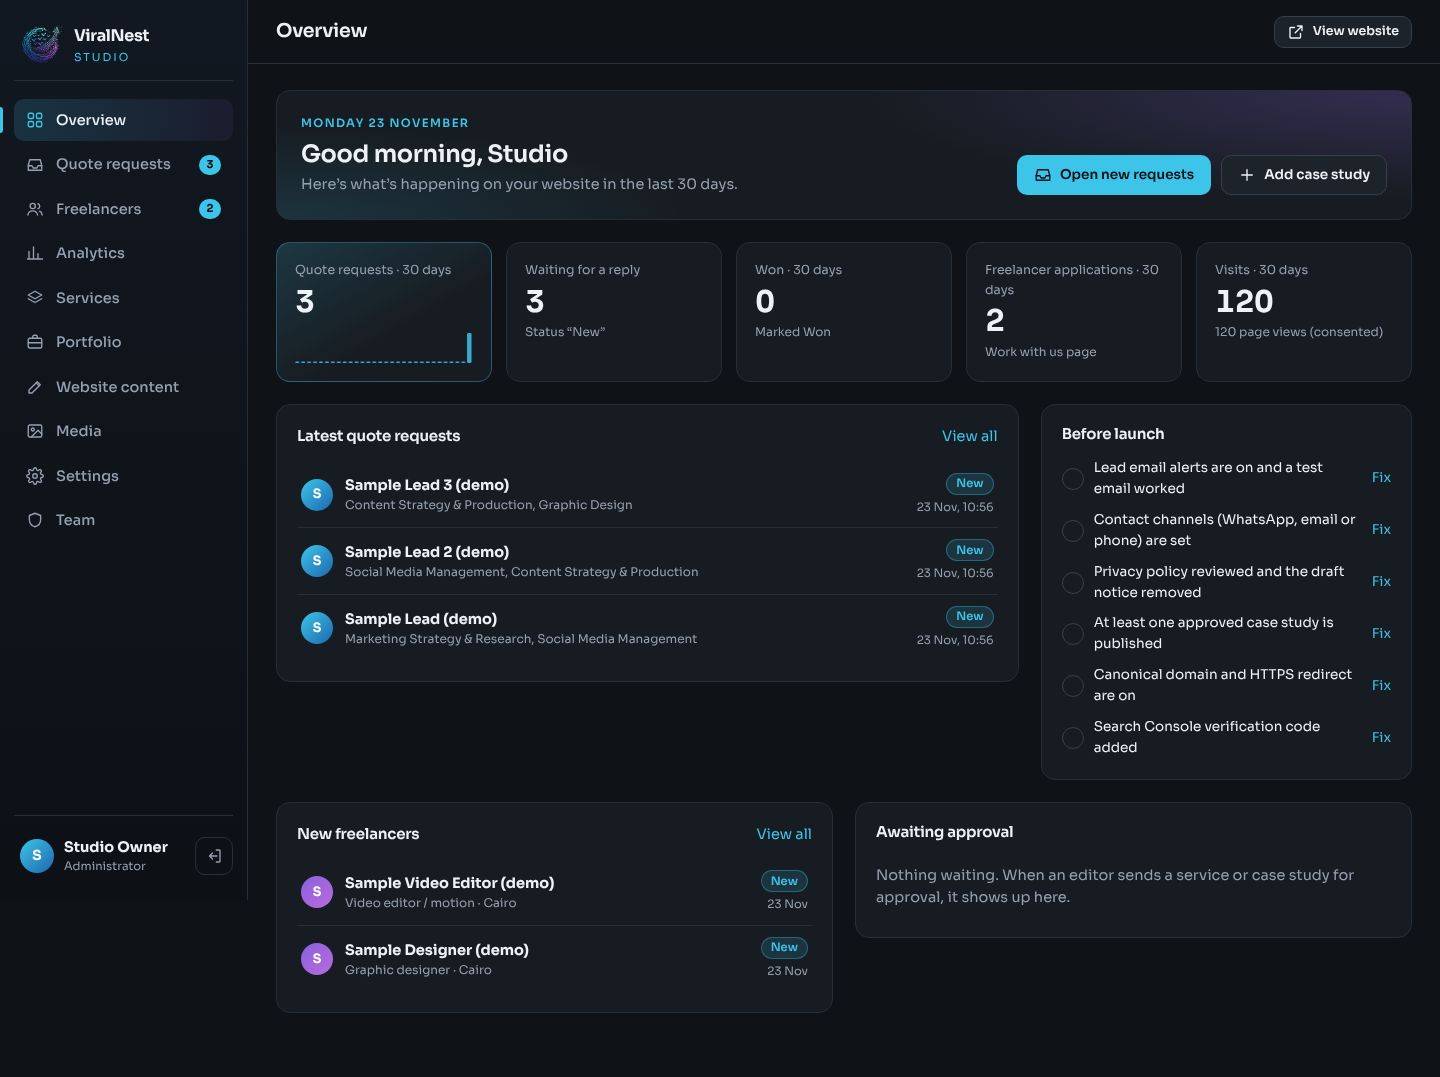 ViralNest
STUDIO
Overview
Quote requests 3
Freelancers 2
Analytics
Services
Portfolio
Website content
Media
Settings
Team
S
Studio Owner
Administrator
Overview
View website
MONDAY 23 NOVEMBER
Good morning, Studio
Here’s what’s happening on your website in the last 30 days.
Open new requests
Add case study
Quote requests · 30 days
3
Waiting for a reply
3
Status “New”
Won · 30 days
0
Marked Won
Freelancer applications · 30
days
2
Work with us page
Visits · 30 days
120
120 page views (consented)
Latest quote requests
View all
S
Sample Lead 3 (demo)
Content Strategy & Production, Graphic Design
New
23 Nov, 10:56
S
Sample Lead 2 (demo)
Social Media Management, Content Strategy & Production
New
23 Nov, 10:56
S
Sample Lead (demo)
Marketing Strategy & Research, Social Media Management
New
23 Nov, 10:56
Before launch
Lead email alerts are on and a test
email worked
Fix
Contact channels (WhatsApp, email or
phone) are set
Fix
Privacy policy reviewed and the draft
notice removed
Fix
At least one approved case study is
published
Fix
Canonical domain and HTTPS redirect
are on
Fix
Search Console verification code
added
Fix
New freelancers
View all
S
Sample Video Editor (demo)
Video editor / motion · Cairo
New
23 Nov
S
Sample Designer (demo)
Graphic designer · Cairo
New
23 Nov
Awaiting approval
Nothing waiting. When an editor sends a service or case study for
approval, it shows up here.